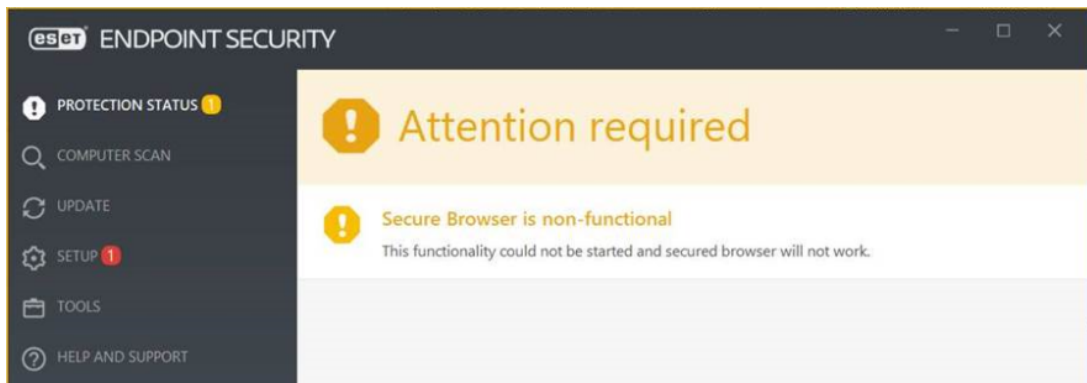 eset ENDPOINT SECURITY
PROTECTION STATUS 1
COMPUTER SCAN
UPDATE
SETUP 1
TOOLS
HELP AND SUPPORT
Attention required
Secure Browser is non-functional
This functionality could not be started and secured browser will not work.